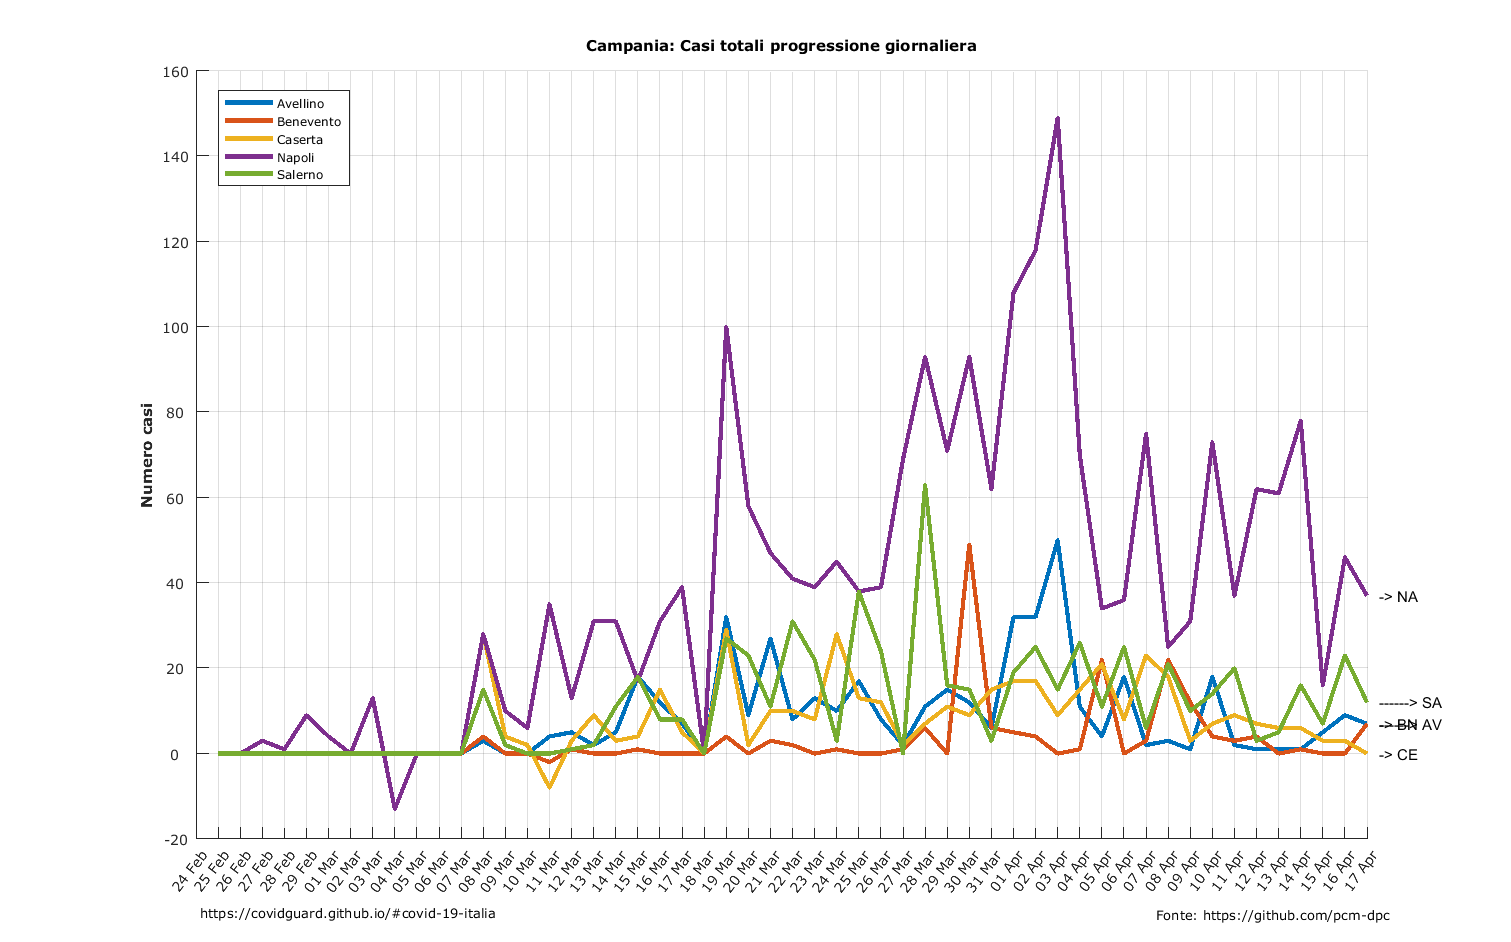 Campania: Casi totali progressione giornaliera
160
140
120
100
80
60
40
20
0
-20
Numero casi
Avellino
Benevento
Caserta
Napoli
Salerno
-> NA
------> SA
-> BN
-----> AV
-> CE
24 Feb
25 Feb
26 Feb
27 Feb
28 Feb
29 Feb
01 Mar
02 Mar
03 Mar
04 Mar
05 Mar
06 Mar
07 Mar
08 Mar
09 Mar
10 Mar
11 Mar
12 Mar
13 Mar
14 Mar
15 Mar
16 Mar
17 Mar
18 Mar
19 Mar
20 Mar
21 Mar
22 Mar
23 Mar
24 Mar
25 Mar
26 Mar
27 Mar
28 Mar
29 Mar
30 Mar
31 Mar
01 Apr
02 Apr
03 Apr
04 Apr
05 Apr
06 Apr
07 Apr
08 Apr
09 Apr
10 Apr
11 Apr
12 Apr
13 Apr
14 Apr
15 Apr
16 Apr
17 Apr
https://covidguard.github.io/#covid-19-italia
Fonte: https://github.com/pcm-dpc